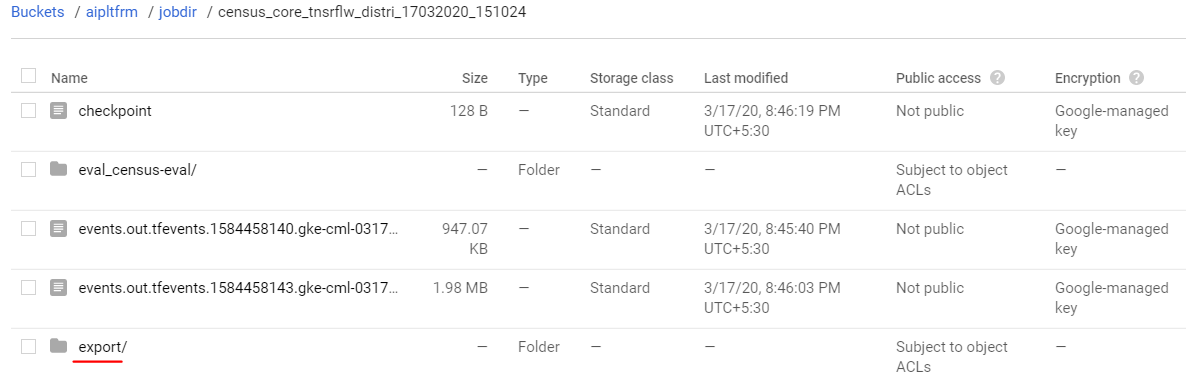 Buckets / aipltfrm / jobdir / census_core_tnsrflw_distri_17032020_151024
Name Size Type Storage class Last modified Public access ? Encryption ?
checkpoint 128 B — Standard 3/17/20, 8:46:19 PM Not public Google-managed
UTC+5:30 key
eval_census-eval/ — Folder — — Subject to object —
ACLs
events.out.tfevents.1584458140.gke-cml-0317... 947.07 — Standard 3/17/20, 8:45:40 PM Not public Google-managed
KB UTC+5:30 key
events.out.tfevents.1584458143.gke-cml-0317... 1.98 MB — Standard 3/17/20, 8:46:03 PM Not public Google-managed
UTC+5:30 key
export/ — Folder — — Subject to object —
ACLs